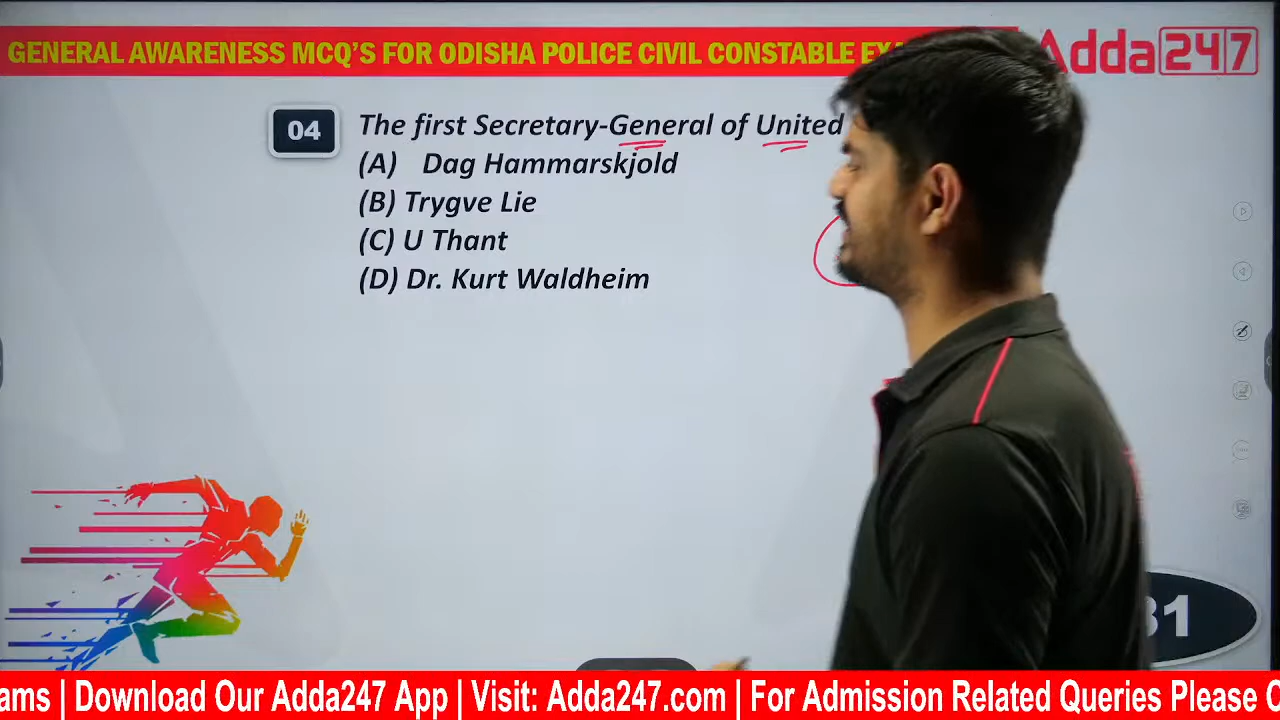 GENERAL AWARENESS MCQ'S FOR ODISHA POLICE CIVIL CONSTABLE
Adda247
04
The first Secretary-General of United
(A) Dag Hammarskjold
(B) Trygve Lie
(C) U Thant
(D) Dr. Kurt Waldheim
31
ams | Download Our Adda247 App | Visit: Adda247.com | For Admission Related Queries Please C